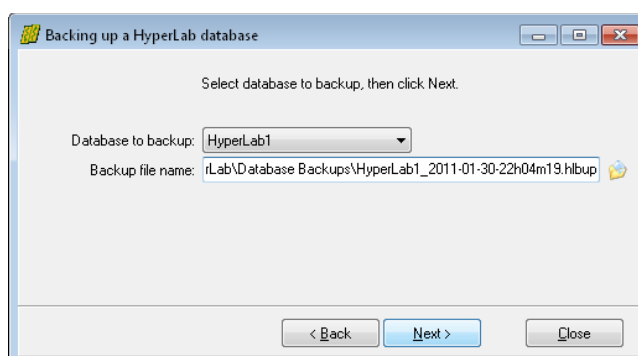 Backing up a HyperLab database
Select database to backup, then click Next.
Database to backup: HyperLab1
Backup file name: rLab\Database Backups\HyperLab1_2011-01-30-22h04m19.hlbup
< Back Next > Close